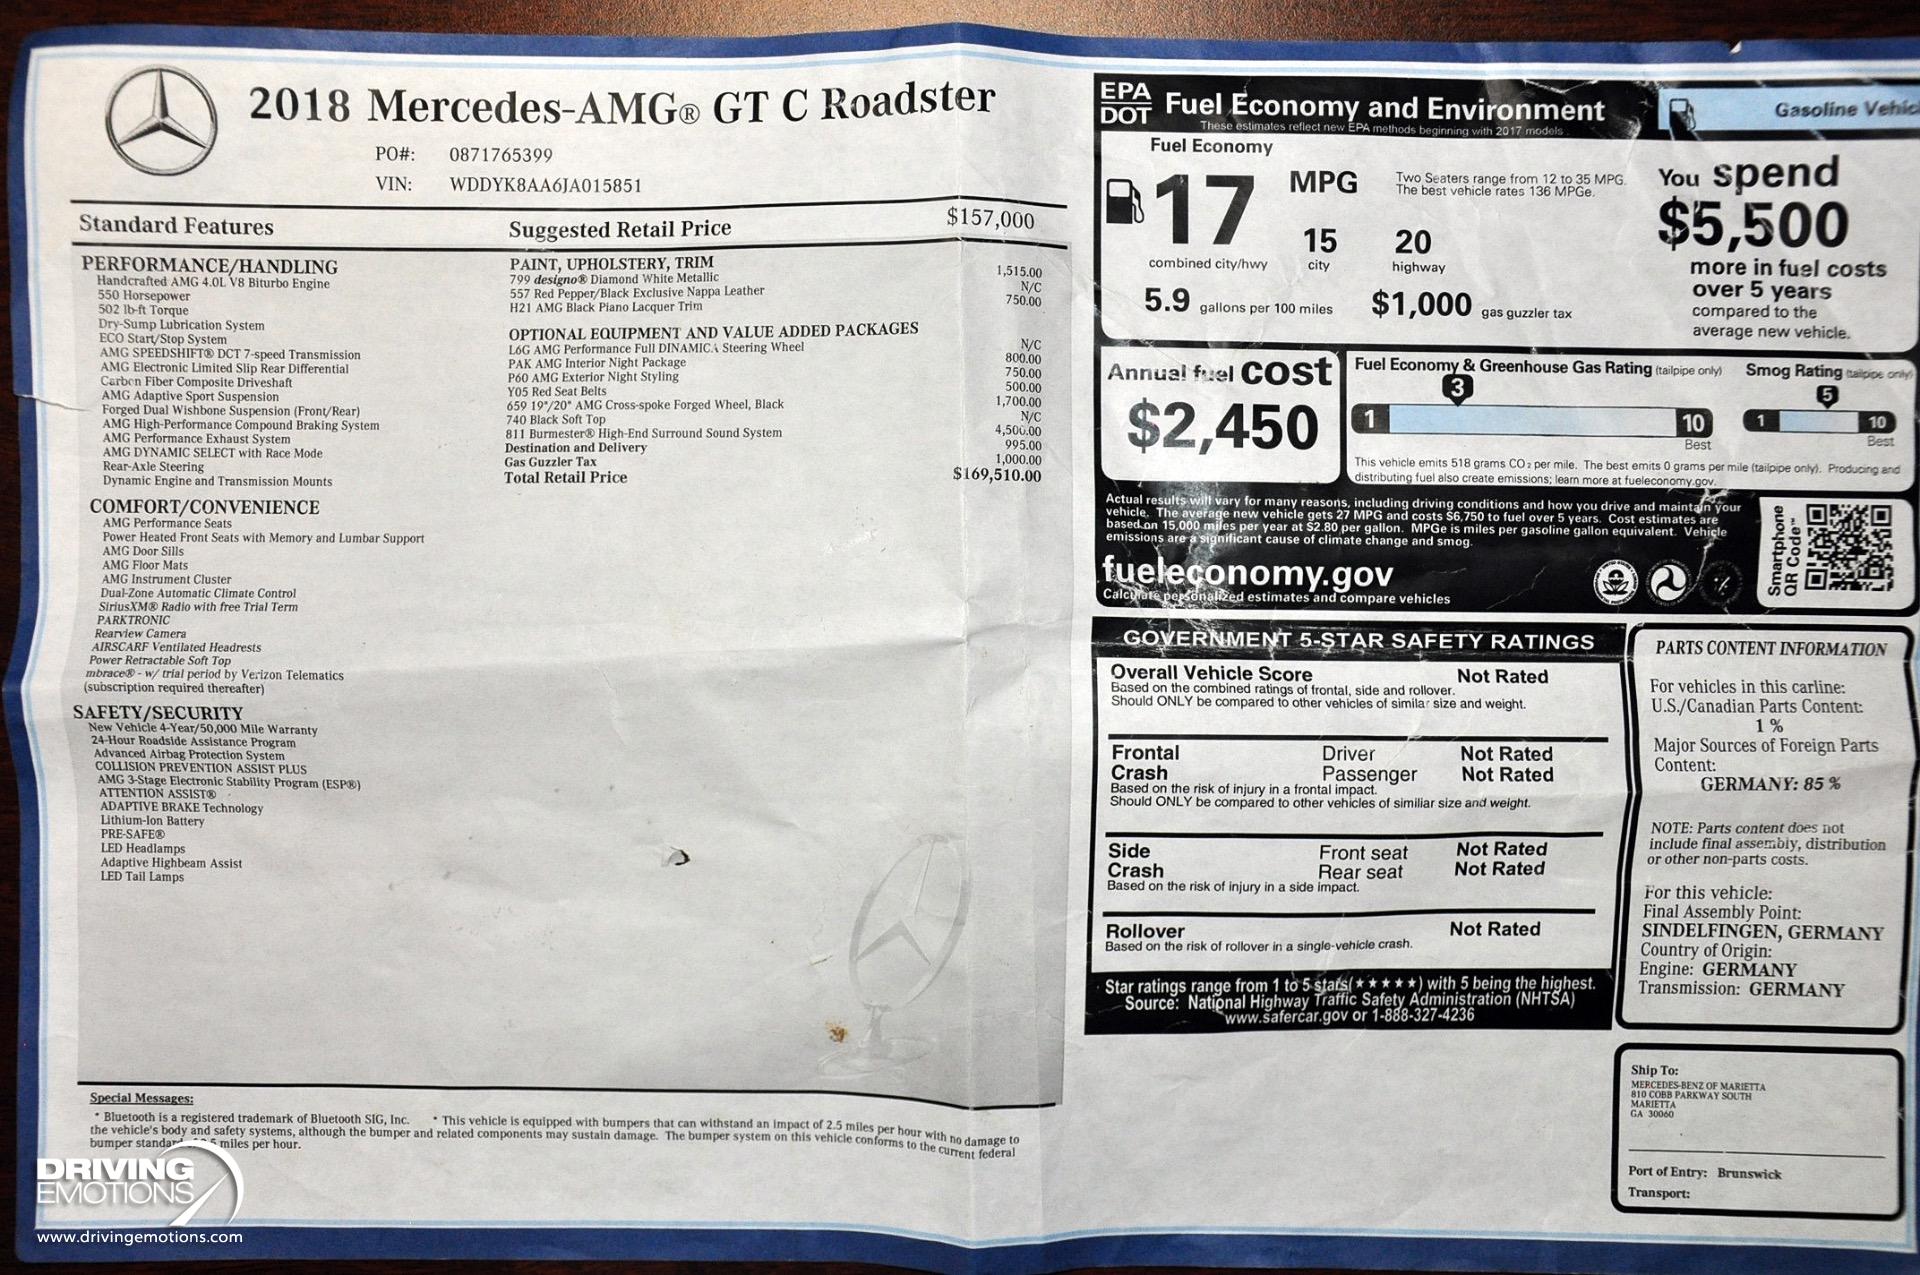 2018 Mercedes-AMG® GT C Roadster
PO#: 0871765399
VIN: WDDYK8AA6JA015851
Standard Features
PERFORMANCE/HANDLING
Handcrafted AMG 4.0L V8 Biturbo Engine
550 Horsepower
502 lb-ft Torque
Dry-Sump Lubrication System
ECO Start/Stop System
AMG SPEEDSHIFT® DCT 7-speed Transmission
AMG Electronic Limited Slip Rear Differential
Carbon Fiber Composite Driveshaft
AMG Adaptive Sport Suspension
Forged Dual Wishbone Suspension (Front/Rear)
AMG High-Performance Compound Braking System
AMG Performance Exhaust System
AMG DYNAMIC SELECT with Race Mode
Rear-Axle Steering
Dynamic Engine and Transmission Mounts
COMFORT/CONVENIENCE
AMG Performance Seats
Power Heated Front Seats with Memory and Lumbar Support
AMG Door Sills
AMG Floor Mats
AMG Instrument Cluster
Dual-Zone Automatic Climate Control
SiriusXM® Radio with free Trial Term
PARKTRONIC
Rearview Camera
AIRSCARF Ventilated Headrests
Power Retractable Soft Top
mbrace® - w/ trial period by Verizon Telematics
(subscription required thereafter)
SAFETY/SECURITY
New Vehicle 4-Year/50,000 Mile Warranty
24-Hour Roadside Assistance Program
Advanced Airbag Protection System
COLLISION PREVENTION ASSIST PLUS
AMG 3-Stage Electronic Stability Program (ESP®)
ATTENTION ASSIST®
ADAPTIVE BRAKE Technology
Lithium-Ion Battery
PRE-SAFE®
LED Headlamps
Adaptive Highbeam Assist
LED Tail Lamps
Suggested Retail Price $157,000
PAINT, UPHOLSTERY, TRIM
799 designo® Diamond White Metallic 1,515.00
557 Red Pepper/Black Exclusive Nappa Leather N/C
H21 AMG Black Piano Lacquer Trim 750.00
OPTIONAL EQUIPMENT AND VALUE ADDED PACKAGES
L6G AMG Performance Full DINAMICA Steering Wheel N/C
PAK AMG Interior Night Package 800.00
P60 AMG Exterior Night Styling 750.00
Y05 Red Seat Belts 500.00
659 19"/20" AMG Cross-spoke Forged Wheel, Black 1,700.00
740 Black Soft Top N/C
811 Burmester® High-End Surround Sound System 4,500.00
Destination and Delivery 995.00
Gas Guzzler Tax 1,000.00
Total Retail Price $169,510.00
Special Messages:
* Bluetooth is a registered trademark of Bluetooth SIG, Inc. * This vehicle is equipped with bumpers that can withstand an impact of 2.5 miles per hour with no damage to
the vehicle's body and safety systems, although the bumper and related components may sustain damage. The bumper system on this vehicle conforms to the current federal
bumper standard miles per hour.
DRIVING
EMOTIONS
www.drivingemotions.com
EPA
DOT
Fuel Economy and Environment
These estimates reflect new EPA methods beginning with 2017 models.
Gasoline Vehic
Fuel Economy
17 MPG
combined city/hwy
15
city
20
highway
Two Seaters range from 12 to 35 MPG.
The best vehicle rates 136 MPGe.
5.9 gallons per 100 miles
$1,000 gas guzzler tax
You spend
$5,500
more in fuel costs
over 5 years
compared to the
average new vehicle.
Annual fuel cost
$2,450
Fuel Economy & Greenhouse Gas Rating (tailpipe only)
3
1
10
Best
Smog Rating (tailpipe only)
5
1
10
Best
This vehicle emits 518 grams CO2 per mile. The best emits 0 grams per mile (tailpipe only). Producing and
distributing fuel also create emissions; learn more at fueleconomy.gov.
Actual results will vary for many reasons, including driving conditions and how you drive and maintain your
vehicle. The average new vehicle gets 27 MPG and costs $6,750 to fuel over 5 years. Cost estimates are
based on 15,000 miles per year at $2.80 per gallon. MPGe is miles per gasoline gallon equivalent. Vehicle
emissions are a significant cause of climate change and smog.
fueleconomy.gov
Calculate personalized estimates and compare vehicles
Smartphone
QR Code™
GOVERNMENT 5-STAR SAFETY RATINGS
Overall Vehicle Score Not Rated
Based on the combined ratings of frontal, side and rollover.
Should ONLY be compared to other vehicles of similar size and weight.
Frontal Driver Not Rated
Crash Passenger Not Rated
Based on the risk of injury in a frontal impact.
Should ONLY be compared to other vehicles of similiar size and weight.
Side Front seat Not Rated
Crash Rear seat Not Rated
Based on the risk of injury in a side impact.
Rollover Not Rated
Based on the risk of rollover in a single-vehicle crash.
Star ratings range from 1 to 5 stars(★★★★★) with 5 being the highest.
Source: National Highway Traffic Safety Administration (NHTSA)
www.safercar.gov or 1-888-327-4236
PARTS CONTENT INFORMATION
For vehicles in this carline:
U.S./Canadian Parts Content:
1 %
Major Sources of Foreign Parts
Content:
GERMANY: 85 %
NOTE: Parts content does not
include final assembly, distribution
or other non-parts costs.
For this vehicle:
Final Assembly Point:
SINDELFINGEN, GERMANY
Country of Origin:
Engine: GERMANY
Transmission: GERMANY
Ship To:
MERCEDES-BENZ OF MARIETTA
810 COBB PARKWAY SOUTH
MARIETTA
GA 30060
Port of Entry: Brunswick
Transport: